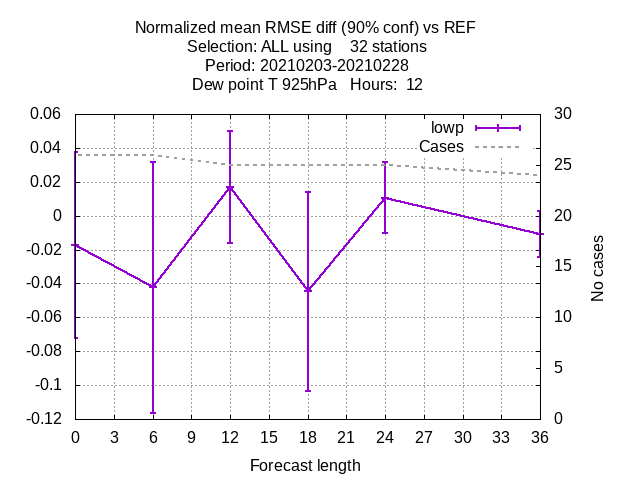 Normalized mean RMSE diff (90% conf) vs REF
Selection: ALL using    32 stations
Period: 20210203-20210228
Dew point T 925hPa   Hours:  12
lowp
Cases
0.06
0.04
0.02
0
-0.02
-0.04
-0.06
-0.08
-0.1
-0.12
30
25
20
15
10
5
0
No cases
0 3 6 9 12 15 18 21 24 27 30 33 36
Forecast length